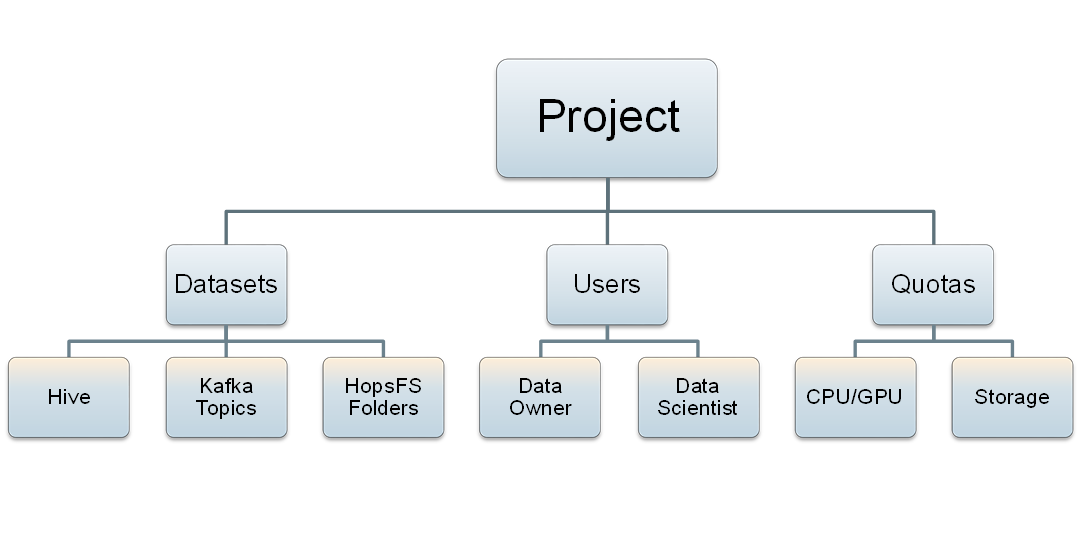 Project
Datasets
Users
Quotas
Hive
Kafka
Topics
HopsFS
Folders
Data
Owner
Data
Scientist
CPU/GPU
Storage